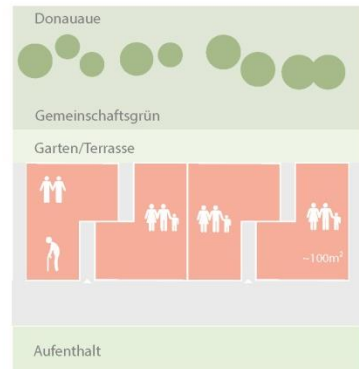 Donauaue
Gemeinschaftsgrün
Garten/Terrasse
~100m²
Aufenthalt